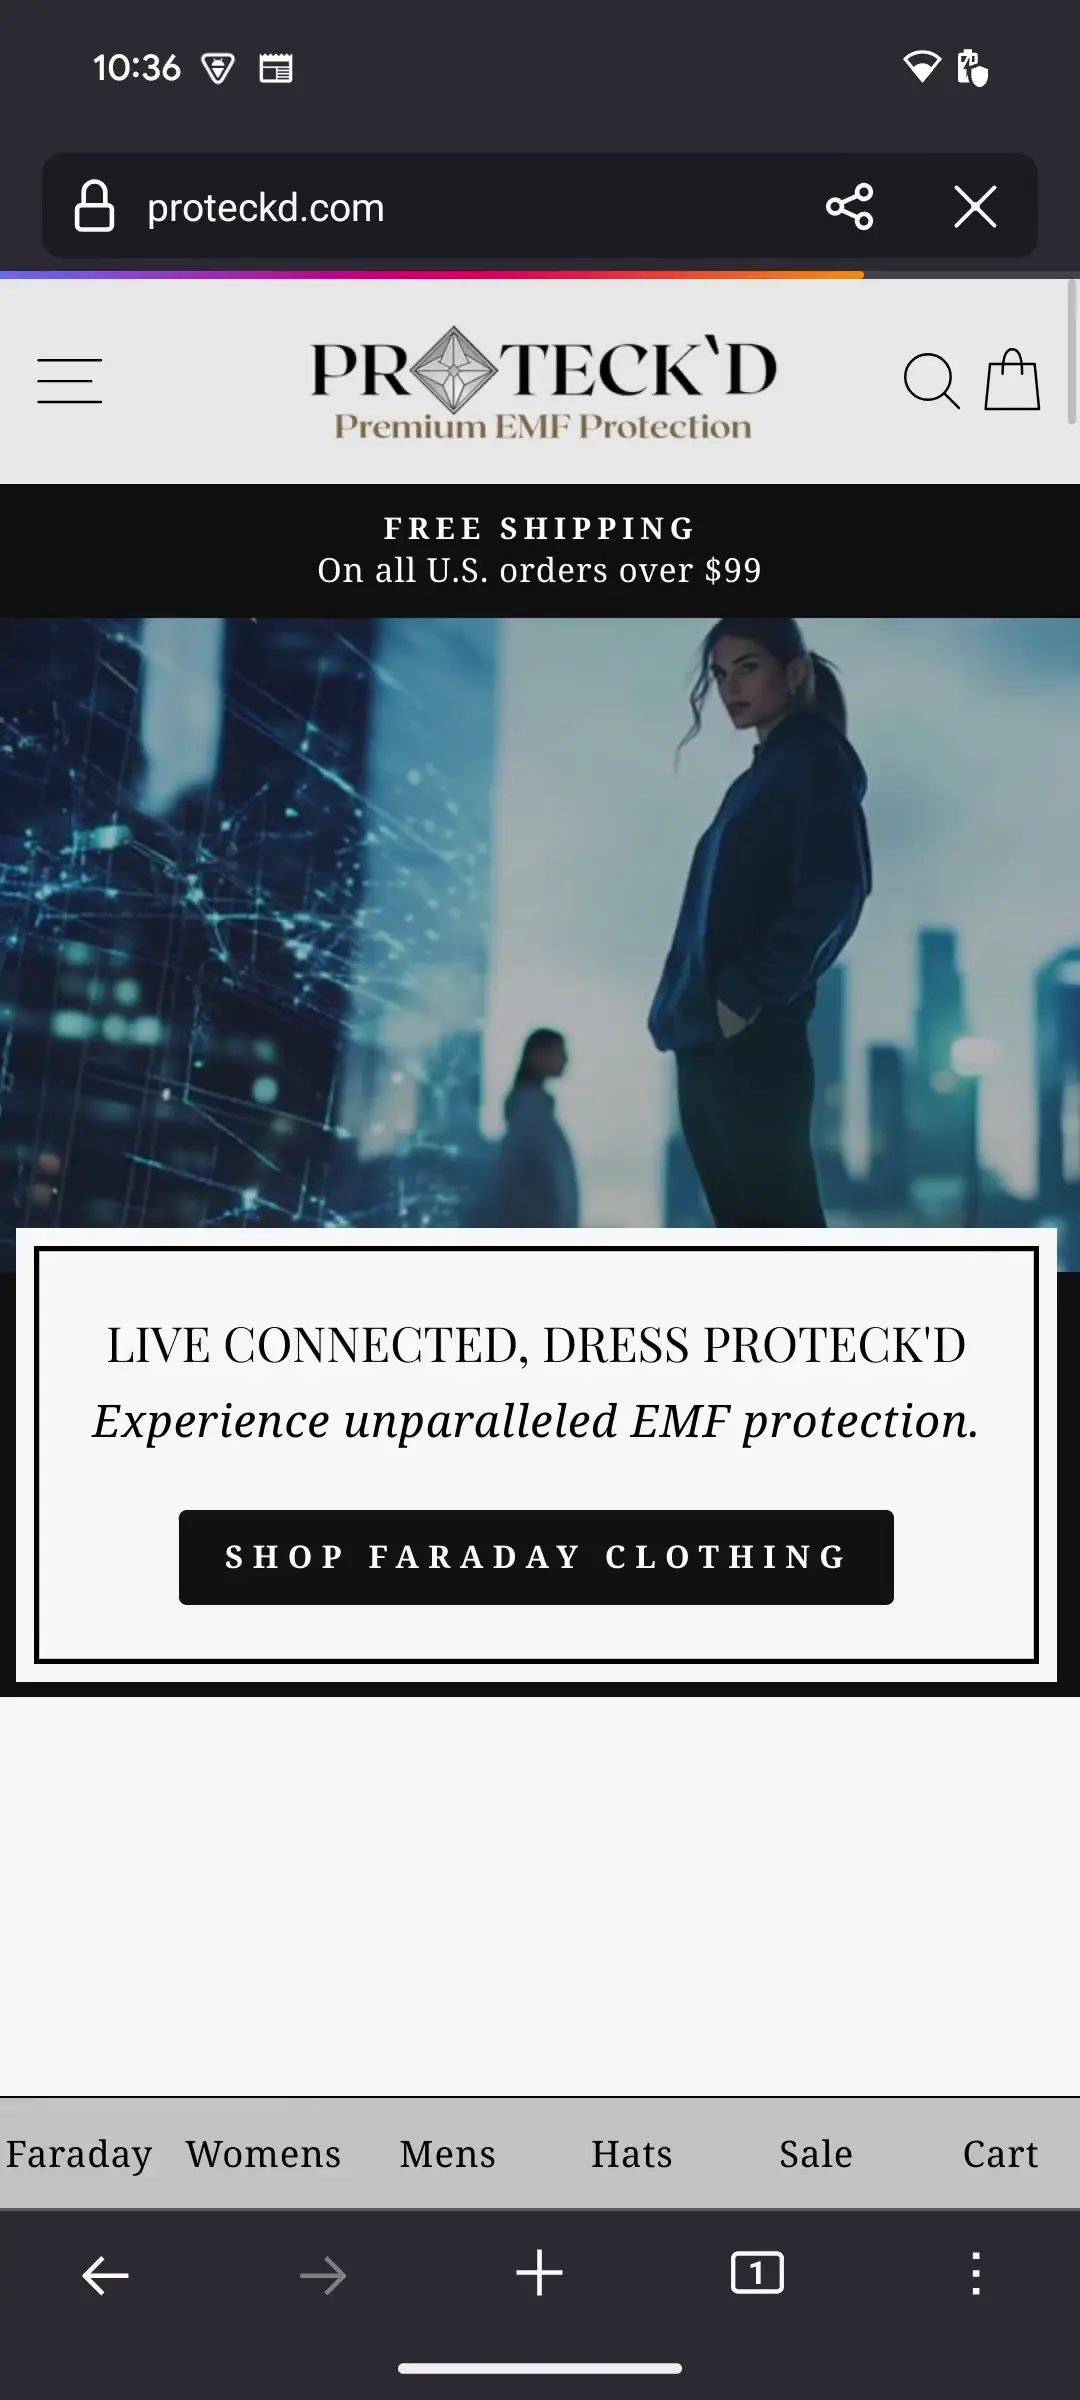 10:36
proteckd.com
PROTECK'D
Premium EMF Protection
FREE SHIPPING
On all U.S. orders over $99
LIVE CONNECTED, DRESS PROTECK'D
Experience unparalleled EMF protection.
SHOP FARADAY CLOTHING
Faraday Womens Mens Hats Sale Cart
1